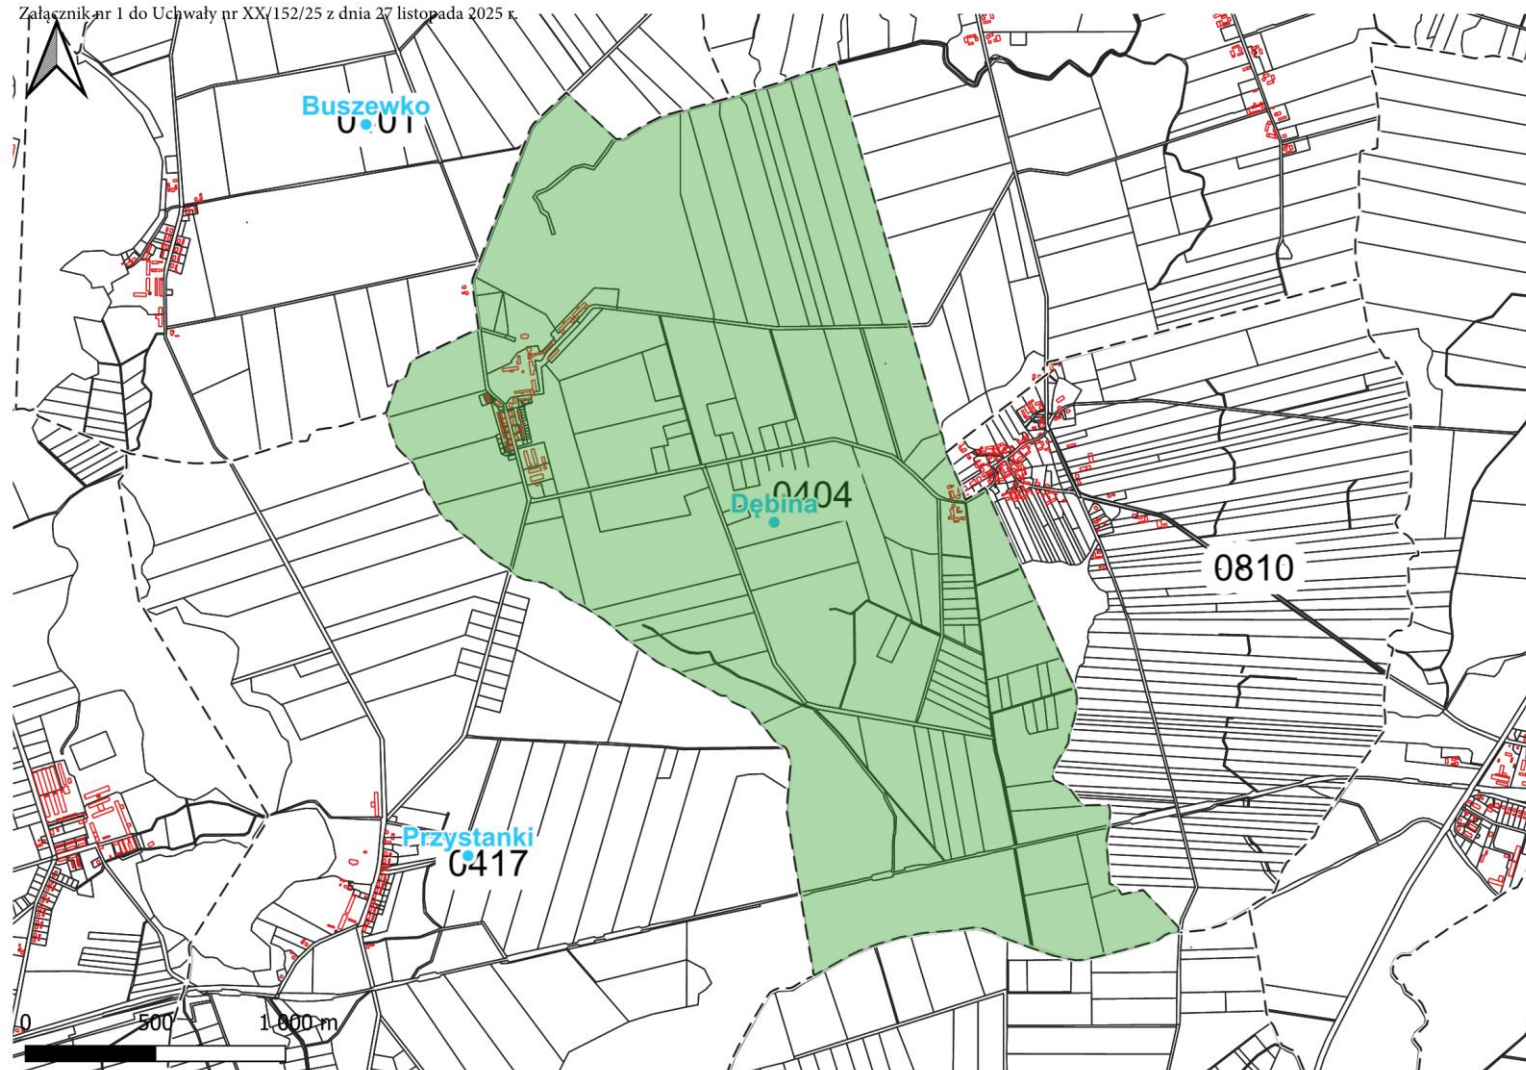 Załącznik nr 1 do Uchwały nr XX/152/25 z dnia 27 listopada 2025 r.
Buszewko
0404
Dębina
0810
Przystanki
0417
0 500 1 000 m